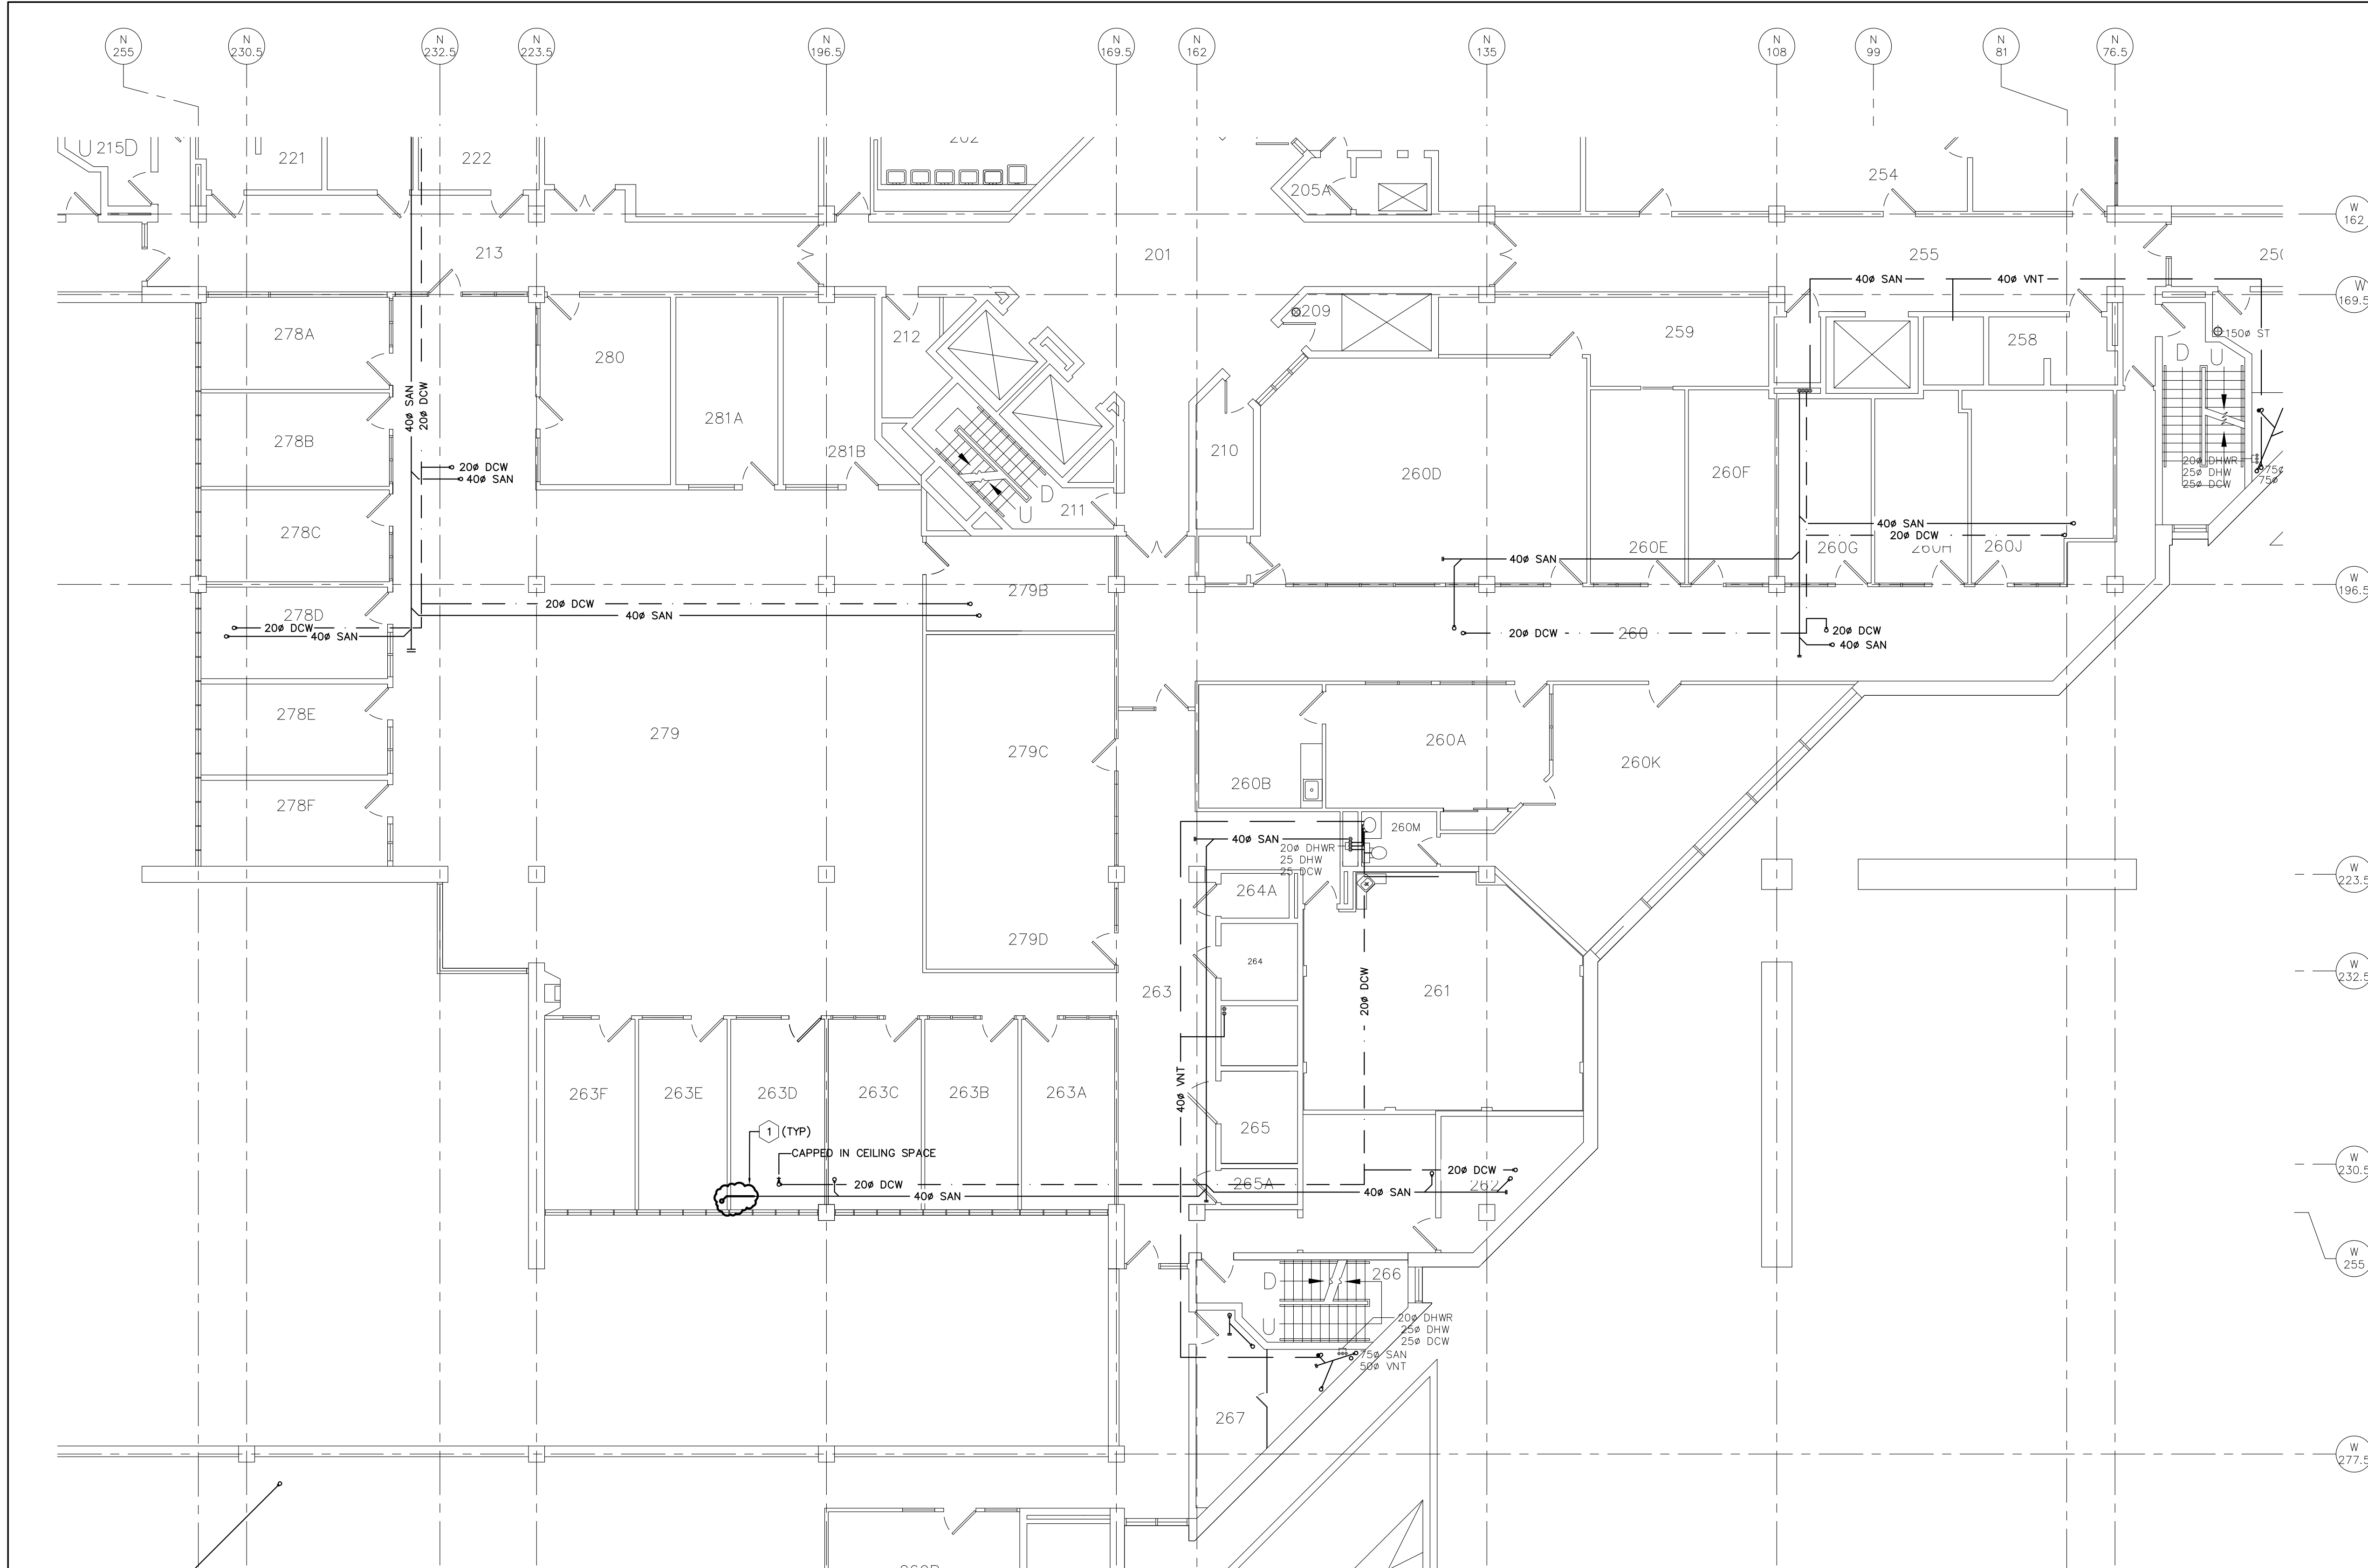 N
255
N
230.5
N
232.5
N
223.5
N
196.5
N
169.5
N
162
N
135
N
108
N
99
N
81
N
76.5
U 215D
221
222
202
205A
254
W
162
213
201
255
250
40ø SAN
40ø VNT
W
169.5
278A
280
212
209
259
258
150ø ST
D U
40ø SAN
20ø DCW
281A
278B
281B
210
260D
260F
20ø DCW
40ø SAN
20ø DHWR
25ø DHW
25ø DCW
75ø
75ø
D
U
211
278C
40ø SAN
20ø DCW
260E
260G
260H
260J
40ø SAN
279B
W
196.5
278D
20ø DCW
40ø SAN
20ø DCW
40ø SAN
20ø DCW
260
20ø DCW
40ø SAN
278E
279
279C
260A
260K
260B
278F
260M
40ø SAN
20ø DHWR
25 DHW
25 DCW
264A
W
223.5
279D
264
W
232.5
263
261
20ø DCW
40ø VNT
263F
263E
263D
263C
263B
263A
265
1 (TYP)
CAPPED IN CEILING SPACE
W
230.5
20ø DCW
40ø SAN
265A
20ø DCW
40ø SAN
262
W
255
D
266
U
20ø DHWR
25ø DHW
25ø DCW
75ø SAN
50ø VNT
267
W
277.5